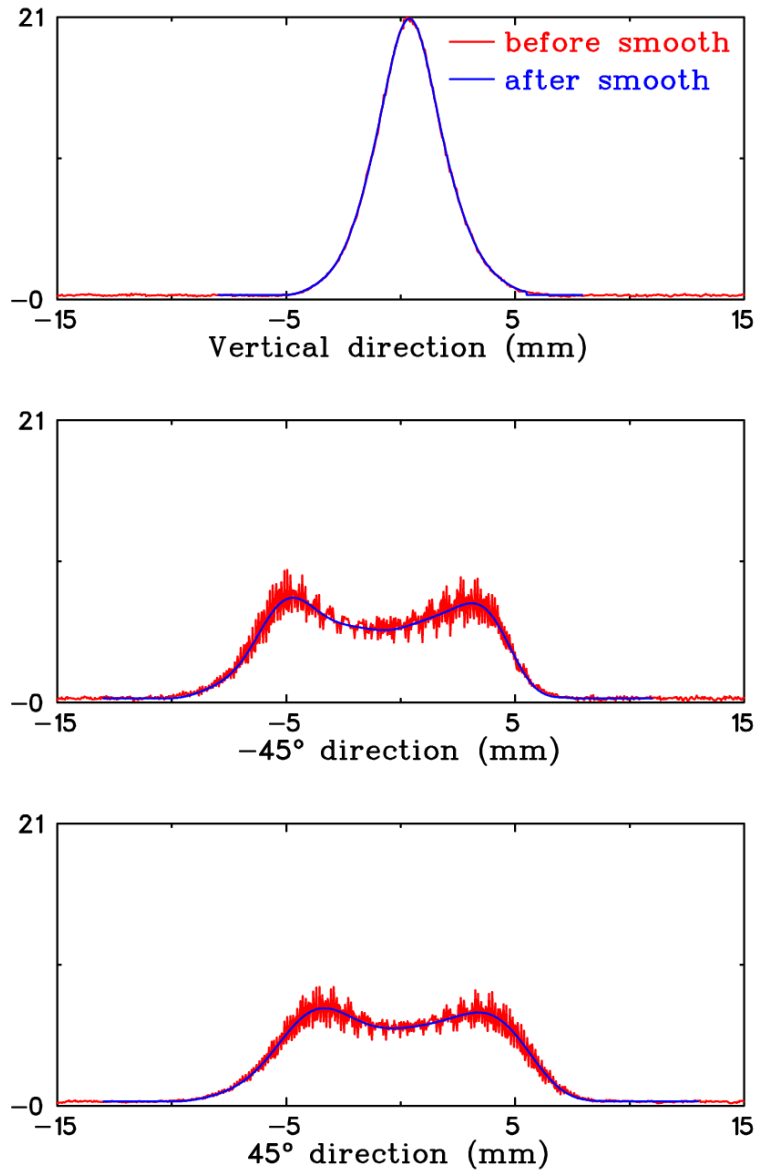 21
before smooth
after smooth
−0
−15 −5 5 15
Vertical direction (mm)
21
−0
−15 −5 5 15
−45° direction (mm)
21
−0
−15 −5 5 15
45° direction (mm)